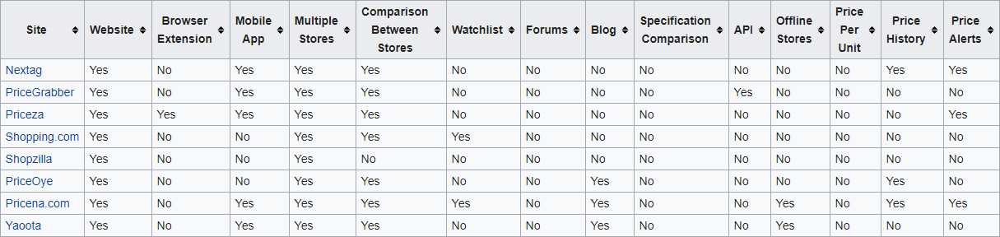 Site Website Browser Extension Mobile App Multiple Stores Comparison Between Stores Watchlist Forums Blog Specification Comparison API Offline Stores Price Per Unit Price History Price Alerts
Nextag Yes No Yes Yes Yes No No No No No No No Yes Yes
PriceGrabber Yes No Yes Yes Yes No No No No Yes No No No No
Priceza Yes Yes Yes Yes Yes No No No No No No No No Yes
Shopping.com Yes No No Yes Yes Yes No No No No No No No No
Shopzilla Yes No No Yes No No No No No No No No No No
PriceOye Yes No No Yes Yes No No Yes No No No No Yes No
Pricena.com Yes No Yes Yes Yes Yes No Yes No No Yes No Yes Yes
Yaoota Yes No Yes Yes Yes No No Yes No No Yes No No No